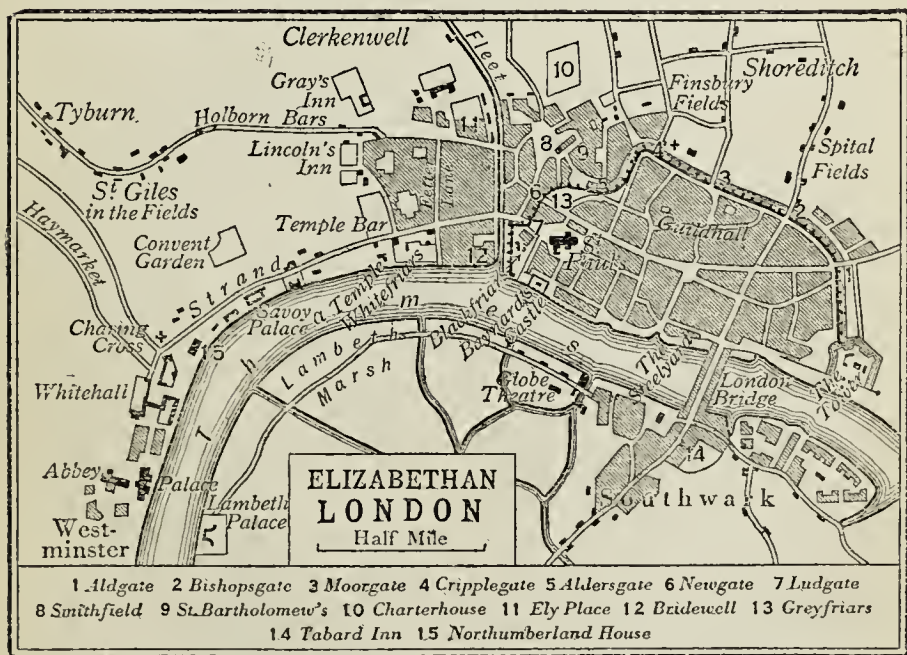 Clerkenwell
Fleet
Gray's
Inn
10
Finsbury
Fields
Shoreditch
Tyburn
Holborn Bars
11
8
9
4
3
Spital
Fields
Lincoln's
Inn
Fetter
Lane
St. Giles
in the Fields
6
13
2
Haymarket
Convent
Garden
Temple Bar
St.
Paul's
Guildhall
Strand
12
Temple
Whitefriars
Savoy
Palace
Blackfriars
Baynard's
Castle
Charing
Cross
15
Thames
Lambeth
Marsh
The
Steelyard
London
Bridge
The
Tower
Whitehall
Globe
Theatre
Abbey
Palace
14
Lambeth
Palace
Southwark
West-
minster
ELIZABETHAN
LONDON
Half Mile
1 Aldgate 2 Bishopsgate 3 Moorgate 4 Cripplegate 5 Aldersgate 6 Newgate 7 Ludgate
8 Smithfield 9 St. Bartholomew's 10 Charterhouse 11 Ely Place 12 Bridewell 13 Greyfriars
14 Tabard Inn 15 Northumberland House